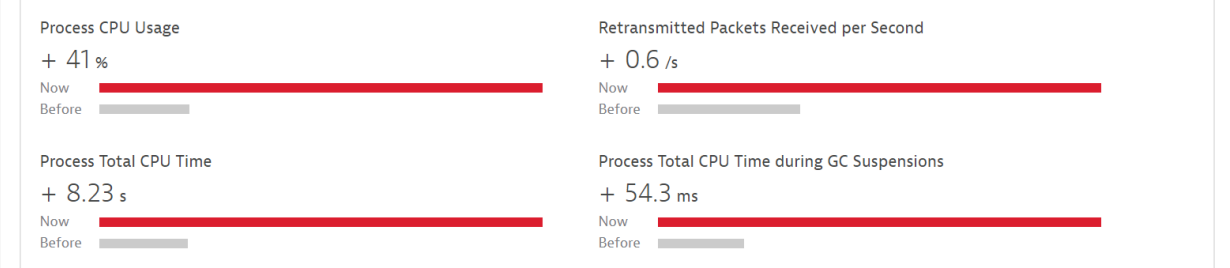 Process CPU Usage
+ 41 %
Now
Before
Retransmitted Packets Received per Second
+ 0.6 /s
Now
Before
Process Total CPU Time
+ 8.23 s
Now
Before
Process Total CPU Time during GC Suspensions
+ 54.3 ms
Now
Before